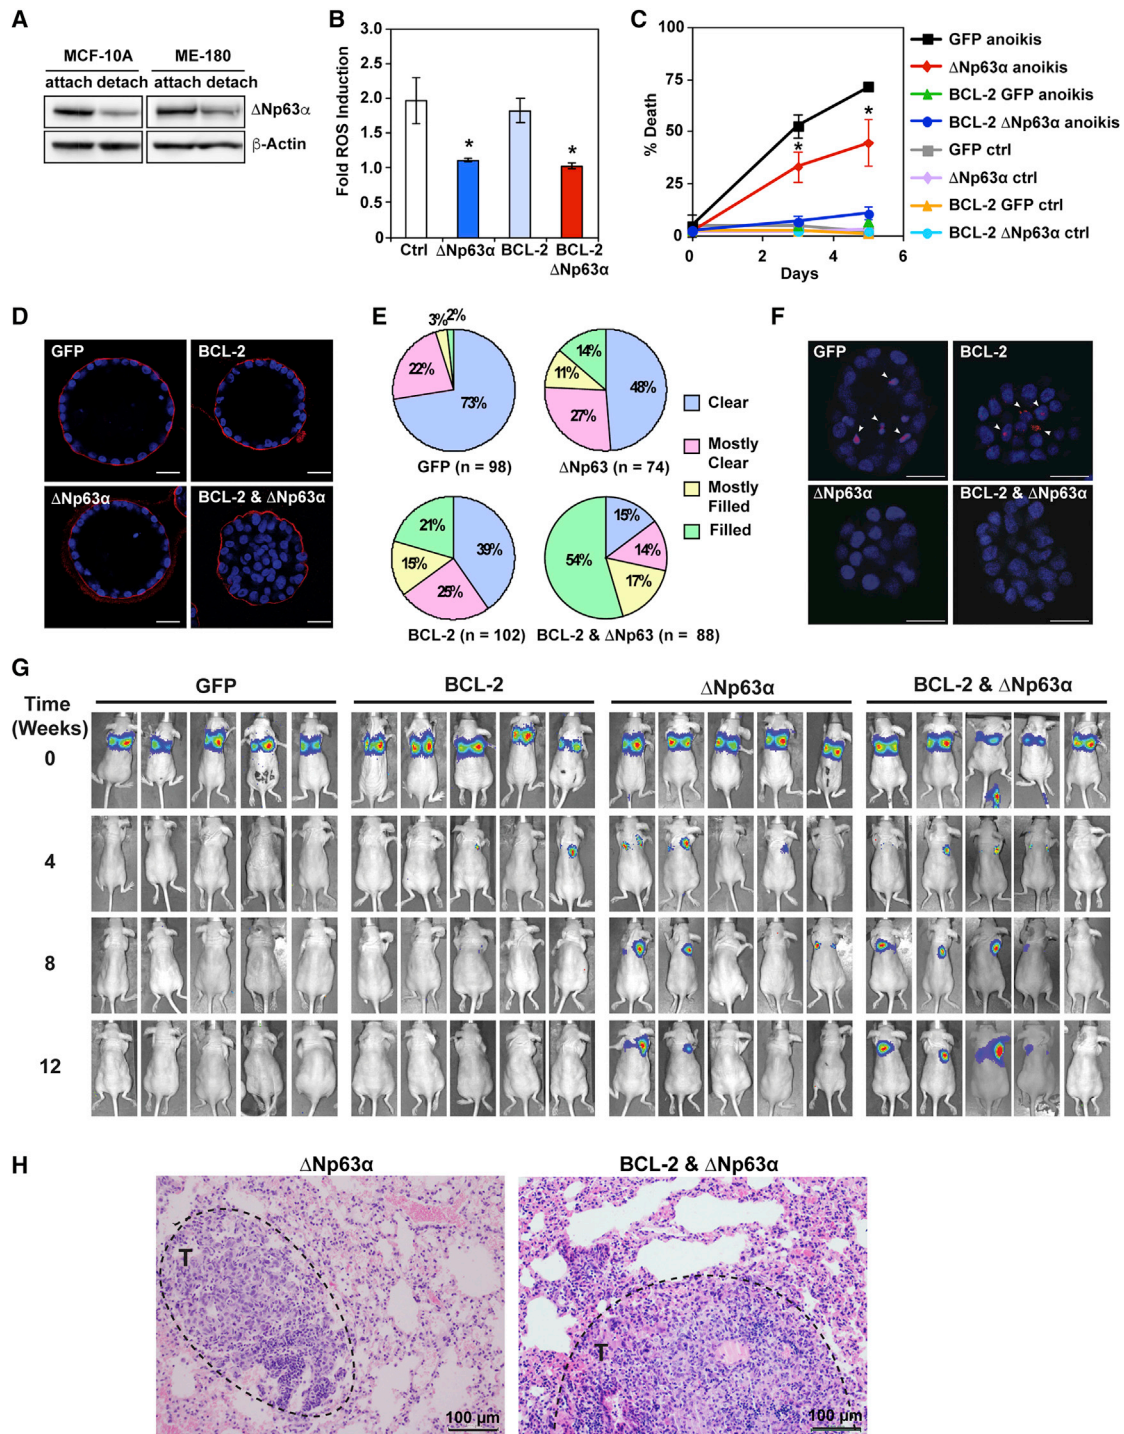 A
MCF-10A ME-180
attach detach attach detach
ΔNp63α
β-Actin
B
Fold ROS Induction
3.0
2.5
2.0
1.5
1.0
0.5
0
*
*
Ctrl ΔNp63α BCL-2 BCL-2 ΔNp63α
C
% Death
100
75
50
25
0
*
*
0 2 4 6
Days
GFP anoikis
ΔNp63α anoikis
BCL-2 GFP anoikis
BCL-2 ΔNp63α anoikis
GFP ctrl
ΔNp63α ctrl
BCL-2 GFP ctrl
BCL-2 ΔNp63α ctrl
D
GFP
BCL-2
ΔNp63α
BCL-2 & ΔNp63α
E
3% 2%
22%
73%
GFP (n = 98)
14%
11%
48%
27%
ΔNp63 (n = 74)
21%
39%
15%
25%
BCL-2 (n = 102)
15%
14%
54%
17%
BCL-2 & ΔNp63 (n = 88)
Clear
Mostly
Clear
Mostly
Filled
Filled
F
GFP
BCL-2
ΔNp63α
BCL-2 & ΔNp63α
G
Time
(Weeks)
GFP BCL-2 ΔNp63α BCL-2 & ΔNp63α
0
4
8
12
H
ΔNp63α
T
100 µm
BCL-2 & ΔNp63α
T
100 µm